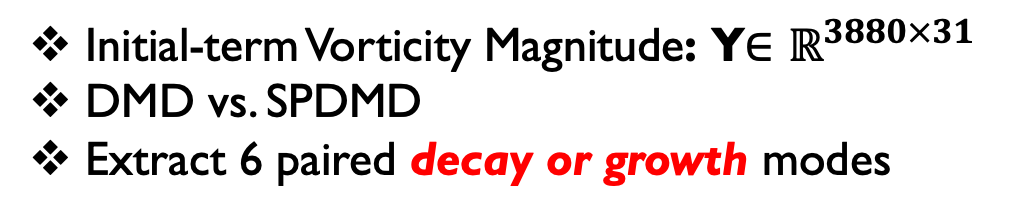 ❖ Initial-term Vorticity Magnitude: Y∈ ℝ^3880×31
❖ DMD vs. SPDMD
❖ Extract 6 paired decay or growth modes